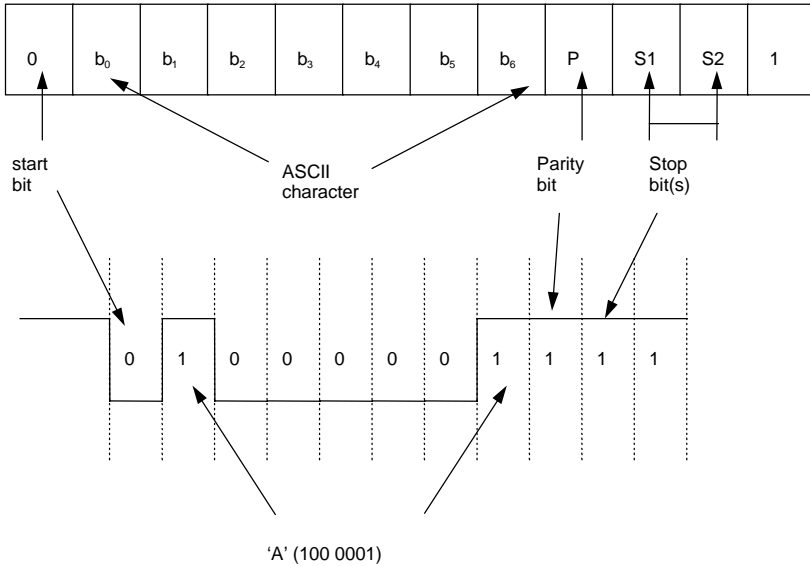 0 b₀ b₁ b₂ b₃ b₄ b₅ b₆ P S1 S2 1
start
bit
ASCII
character
Parity
bit
Stop
bit(s)
0 1 0 0 0 0 0 1 1 1 1
‘A’ (100 0001)